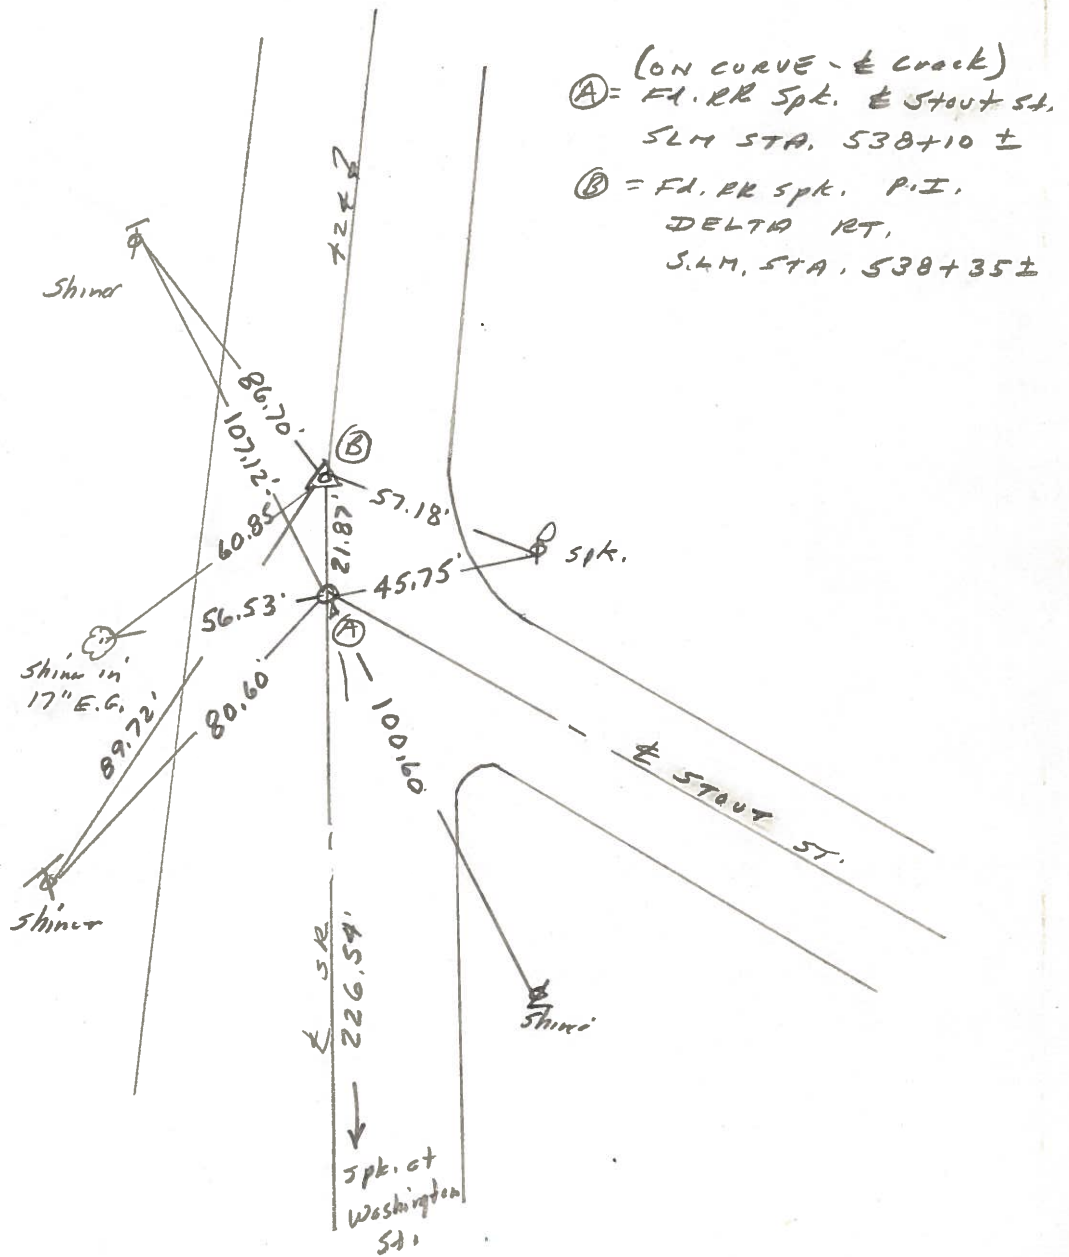 (ON CURVE - ℄ Crack)
Ⓐ = Fd. RR Spk. ℄ Stout St.
SLM STA. 538+10 ±
Ⓑ = Fd. RR Spk. P.I.
DELTA RT.
S.L.M. STA. 538+35±
Shiner
86.70'
107.12'
Ⓑ
57.18'
60.85'
21.87'
spk.
45.75'
56.53'
Ⓐ
Shiner in
17" E.G.
89.72'
80.60'
100.60'
℄ STOUT ST.
Shiner
℄ SR
226.54'
Shiner
Spk. at
Washington
St.